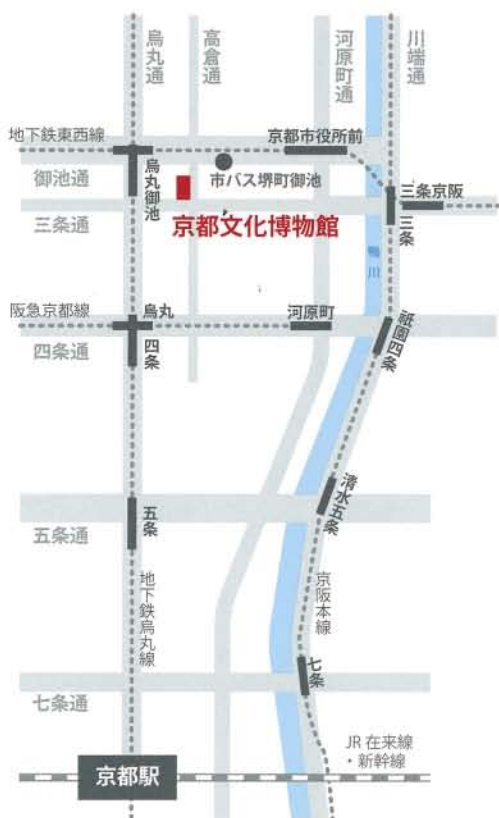 烏丸通
高倉通
河原町通
川端通
地下鉄東西線
京都市役所前
御池通
烏丸御池
市バス堺町御池
三条京阪
三条通
京都文化博物館
三条
鴨川
阪急京都線
烏丸
河原町
四条通
四条
祇園四条
五条
清水五条
五条通
地下鉄烏丸線
京阪本線
七条
七条通
JR 在来線
・新幹線
京都駅